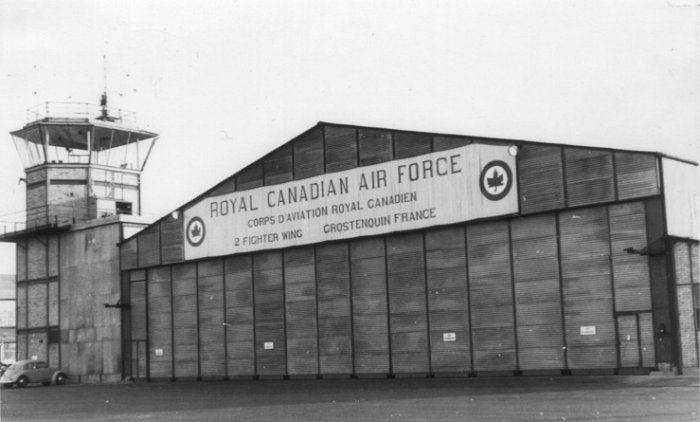 ROYAL CANADIAN AIR FORCE
CORPS D'AVIATION ROYAL CANADIEN
2 FIGHTER WING GROSTENQUIN FRANCE